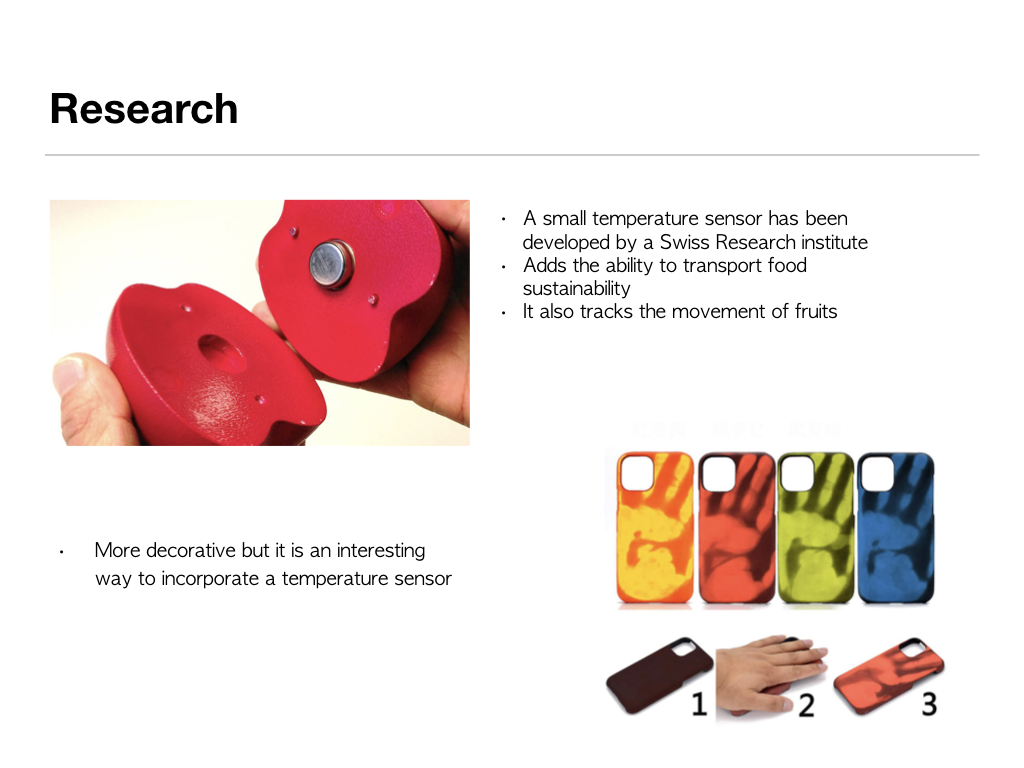 Research
• A small temperature sensor has been
developed by a Swiss Research institute
• Adds the ability to transport food
sustainability
• It also tracks the movement of fruits
• More decorative but it is an interesting
way to incorporate a temperature sensor
1 2 3